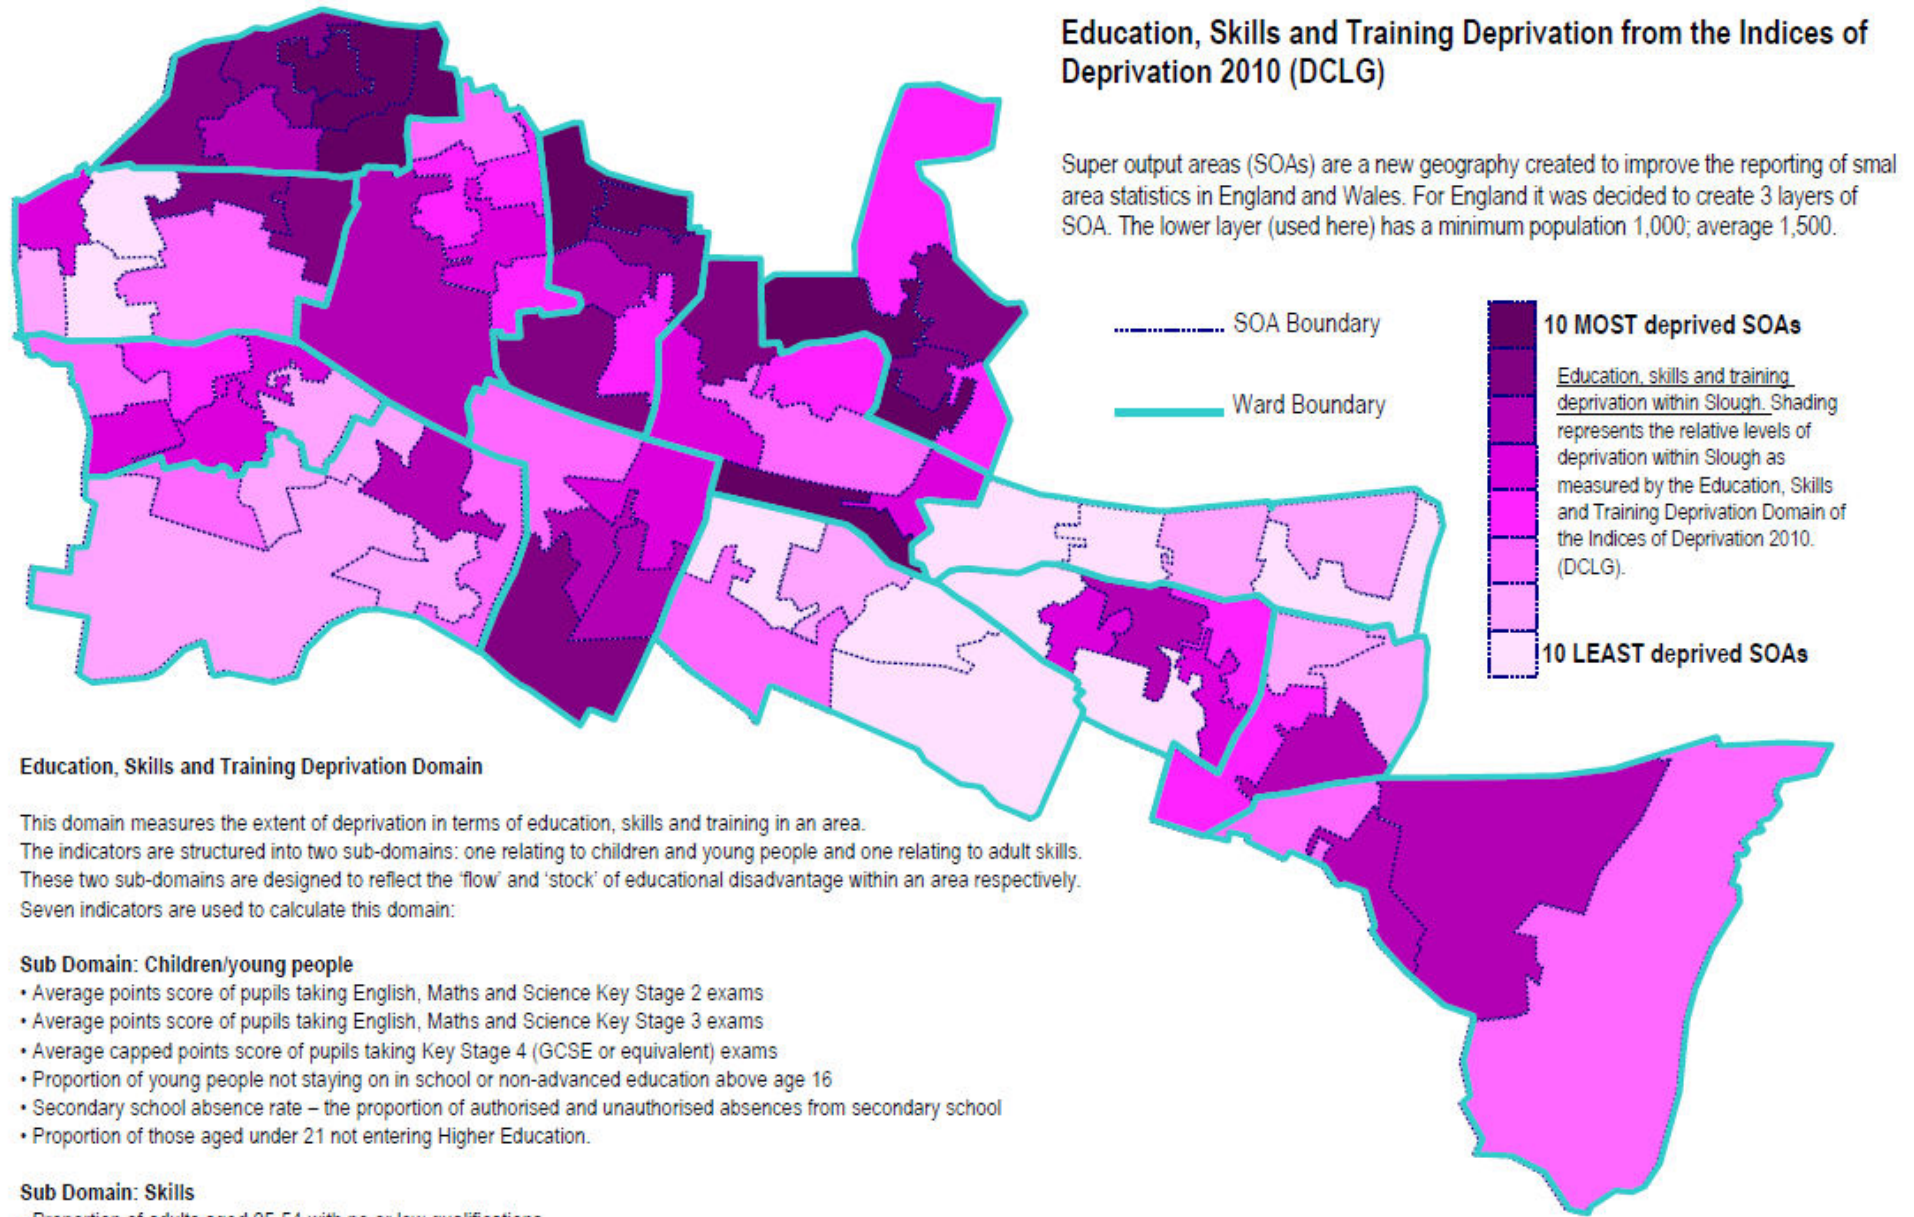 Education, Skills and Training Deprivation from the Indices of
Deprivation 2010 (DCLG)
Super output areas (SOAs) are a new geography created to improve the reporting of smal
area statistics in England and Wales. For England it was decided to create 3 layers of
SOA. The lower layer (used here) has a minimum population 1,000; average 1,500.
SOA Boundary
Ward Boundary
10 MOST deprived SOAs
Education, skills and training
deprivation within Slough. Shading
represents the relative levels of
deprivation within Slough as
measured by the Education, Skills
and Training Deprivation Domain of
the Indices of Deprivation 2010.
(DCLG).
10 LEAST deprived SOAs
Education, Skills and Training Deprivation Domain
This domain measures the extent of deprivation in terms of education, skills and training in an area.
The indicators are structured into two sub-domains: one relating to children and young people and one relating to adult skills.
These two sub-domains are designed to reflect the 'flow' and 'stock' of educational disadvantage within an area respectively.
Seven indicators are used to calculate this domain:
Sub Domain: Children/young people
• Average points score of pupils taking English, Maths and Science Key Stage 2 exams
• Average points score of pupils taking English, Maths and Science Key Stage 3 exams
• Average capped points score of pupils taking Key Stage 4 (GCSE or equivalent) exams
• Proportion of young people not staying on in school or non-advanced education above age 16
• Secondary school absence rate – the proportion of authorised and unauthorised absences from secondary school
• Proportion of those aged under 21 not entering Higher Education.
Sub Domain: Skills
Proportion of adults aged 25-54 with no or low qualifications